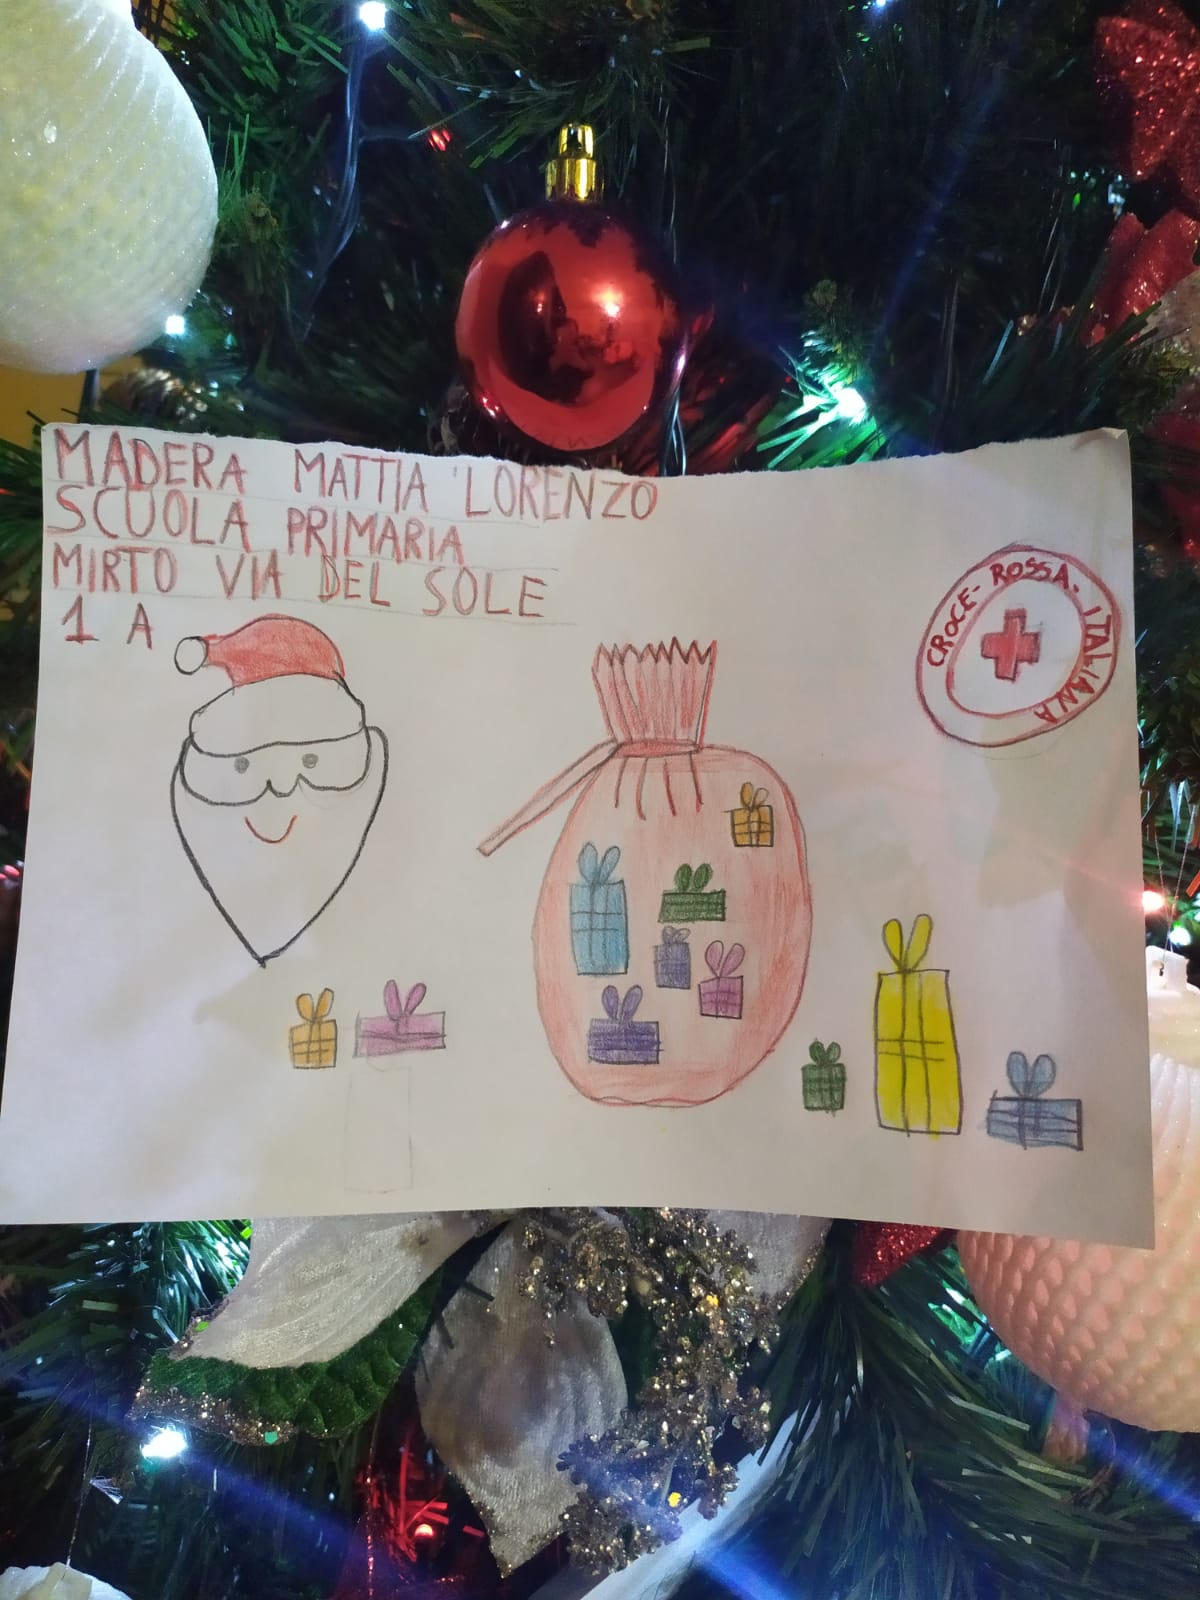 MADERA MATTIA LORENZO
SCUOLA PRIMARIA
MIRTO VIA DEL SOLE
1 A
CROCE-ROSSA-ITALIANA